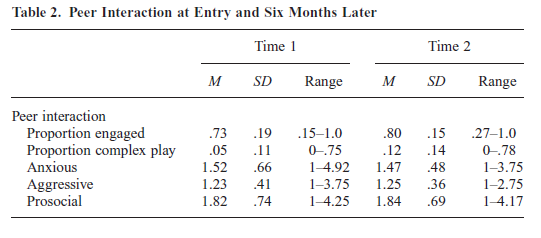 Table 2. Peer Interaction at Entry and Six Months Later
Time 1 Time 2
M SD Range M SD Range
Peer interaction
Proportion engaged .73 .19 .15–1.0 .80 .15 .27–1.0
Proportion complex play .05 .11 0–.75 .12 .14 0–.78
Anxious 1.52 .66 1–4.92 1.47 .48 1–3.75
Aggressive 1.23 .41 1–3.75 1.25 .36 1–2.75
Prosocial 1.82 .74 1–4.25 1.84 .69 1–4.17